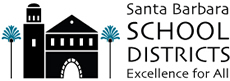 Santa Barbara
SCHOOL
DISTRICTS
Excellence for All